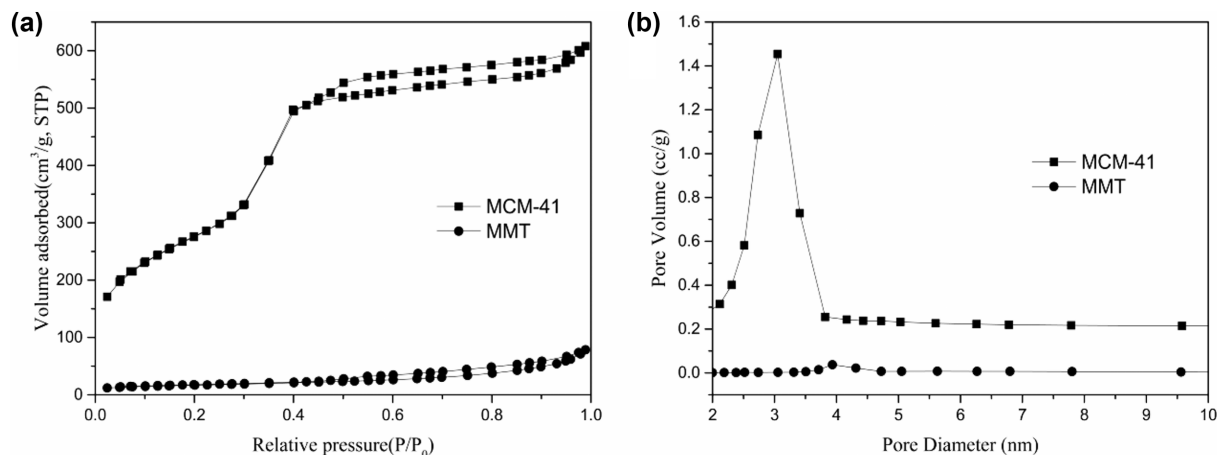 (a)
600
500
400
300
200
100
0
Volume adsorbed(cm³/g, STP)
MCM-41
MMT
0.0 0.2 0.4 0.6 0.8 1.0
Relative pressure(P/P₀)
(b)
1.6
1.4
1.2
1.0
0.8
0.6
0.4
0.2
0.0
Pore Volume (cc/g)
MCM-41
MMT
2 3 4 5 6 7 8 9 10
Pore Diameter (nm)